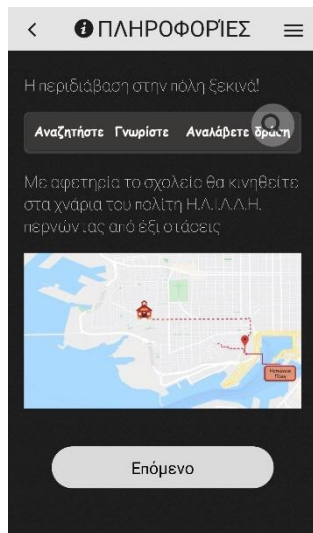 ΠΛΗΡΟΦΟΡΊΕΣ
Η περιδιάβαση στην πόλη ξεκινά!
Αναζητήστε Γνωρίστε Αναλάβετε δράση
Με αφετηρία το σχολείο θα κινηθείτε
στα χνάρια του πολίτη Η.Λ.Ι.Λ.Λ.Η.
περνώντας από έξι στάσεις
Επόμενο